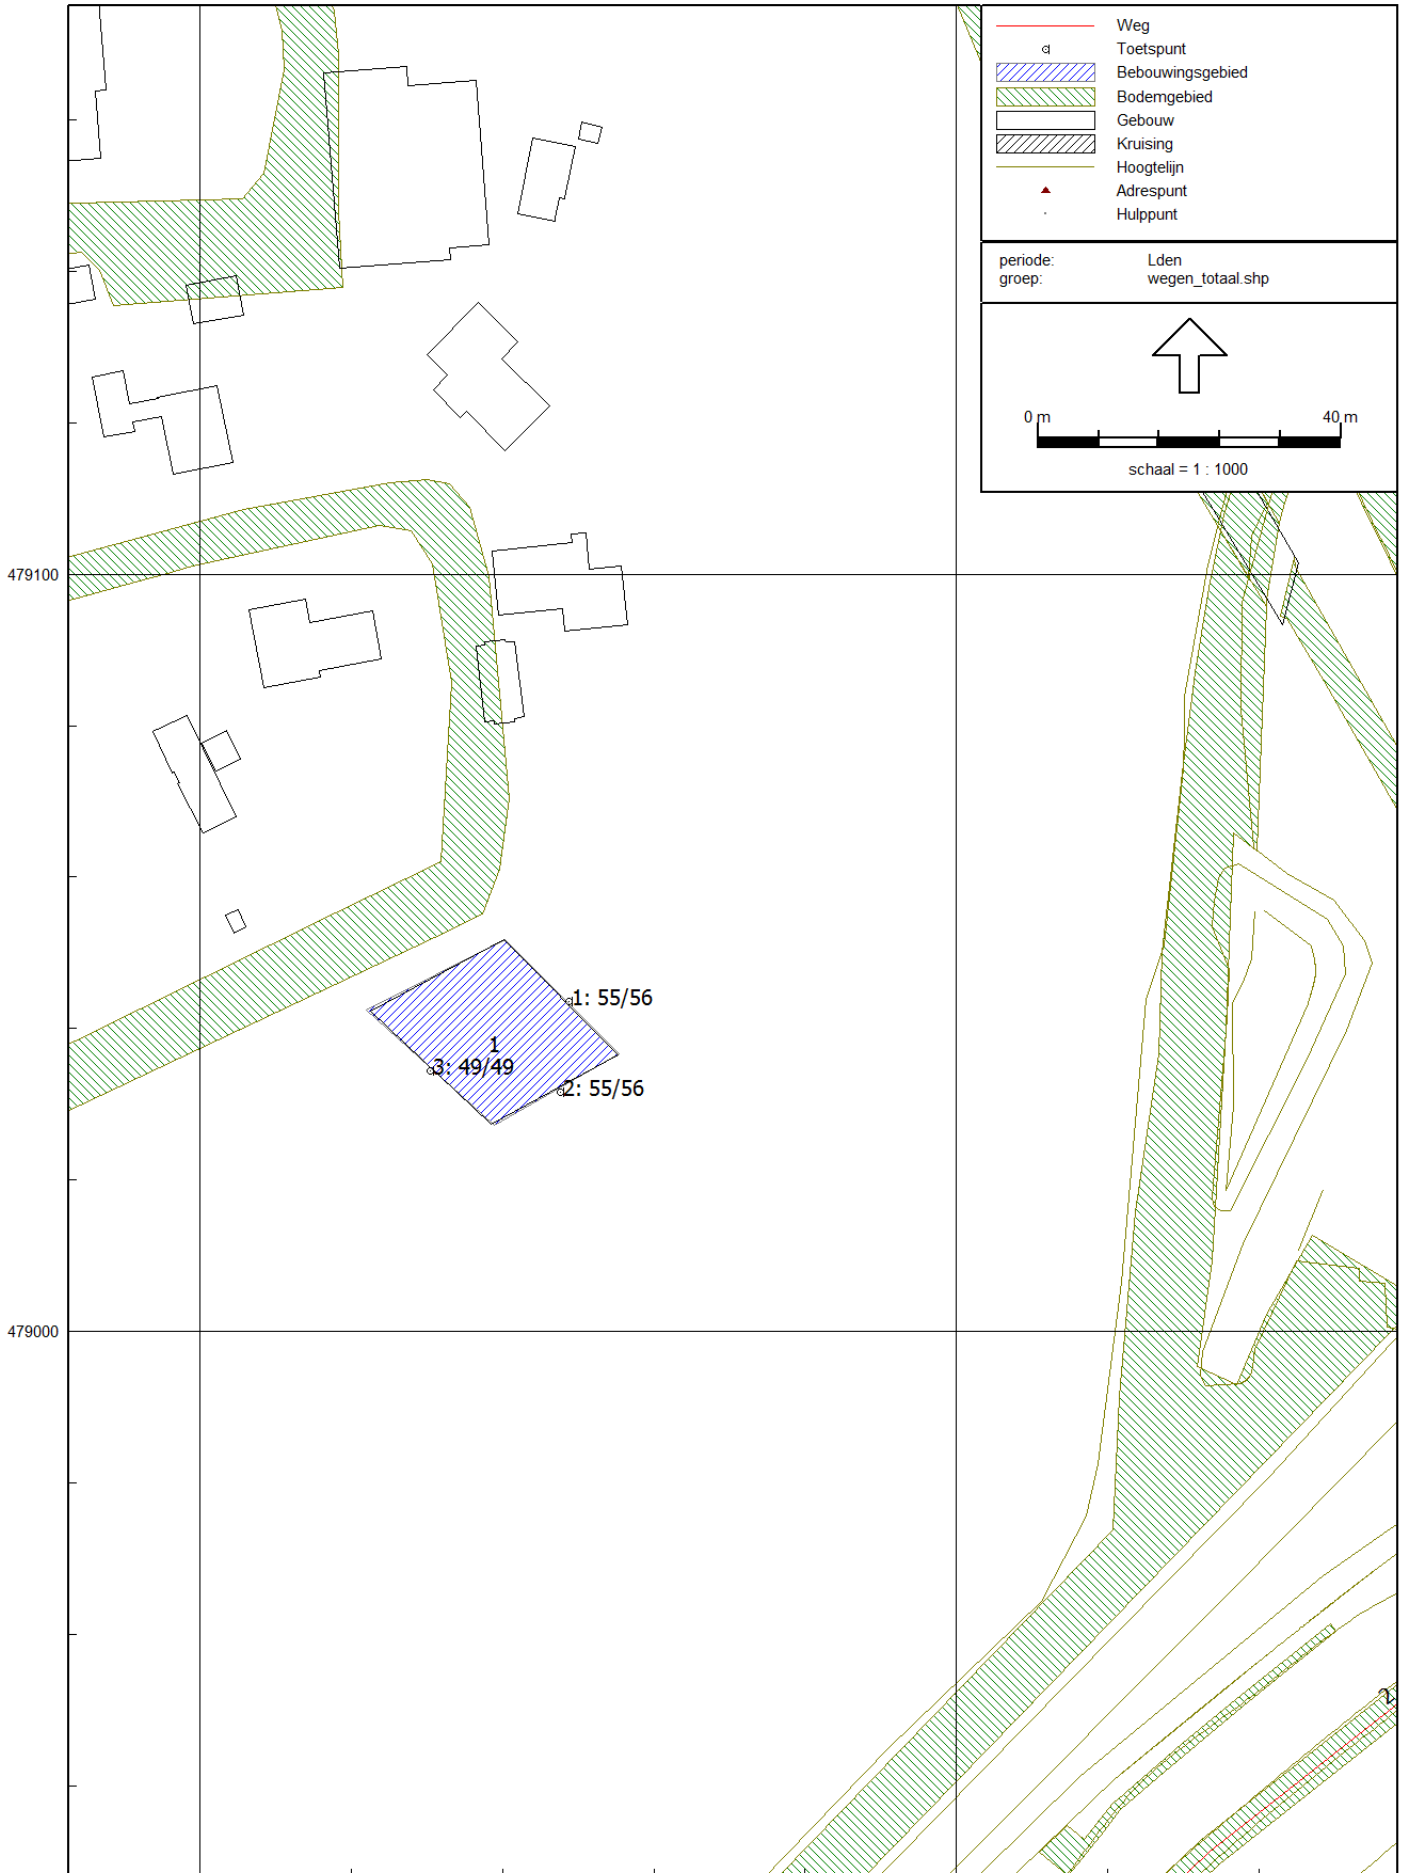 Weg
Toetspunt
Bebouwingsgebied
Bodemgebied
Gebouw
Kruising
Hoogtelijn
Adrespunt
Hulppunt
periode: Lden
groep: wegen_totaal.shp
0 m 40 m
schaal = 1 : 1000
479100
1: 55/56
1
3: 49/49
2: 55/56
479000
2